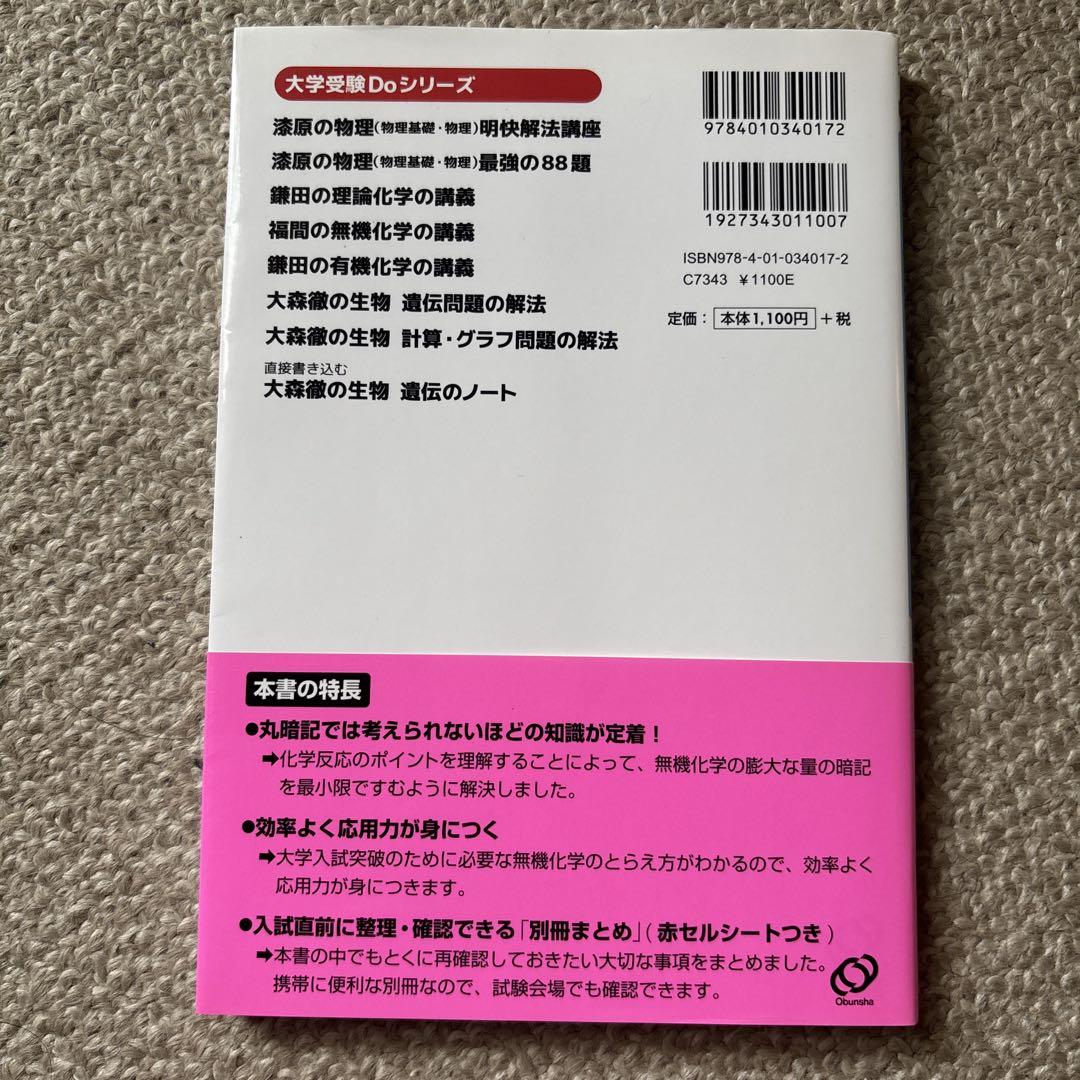 大学受験Doシリーズ
漆原の物理(物理基礎・物理)明快解法講座
漆原の物理(物理基礎・物理)最強の88題
鎌田の理論化学の講義
福間の無機化学の講義
鎌田の有機化学の講義
大森徹の生物 遺伝問題の解法
大森徹の生物 計算・グラフ問題の解法
直接書き込む
大森徹の生物 遺伝のノート
9784010340172
1927343011007
ISBN978-4-01-034017-2
C7343 ¥1100E
定価: 本体1,100円 +税
本書の特長
●丸暗記では考えられないほどの知識が定着!
➡化学反応のポイントを理解することによって、無機化学の膨大な量の暗記
を最小限ですむように解決しました。
●効率よく応用力が身につく
➡大学入試突破のために必要な無機化学のとらえ方がわかるので、効率よく
応用力が身につきます。
●入試直前に整理・確認できる「別冊まとめ」(赤セルシートつき)
➡本書の中でもとくに再確認しておきたい大切な事項をまとめました。
携帯に便利な別冊なので、試験会場でも確認できます。
Obunsha